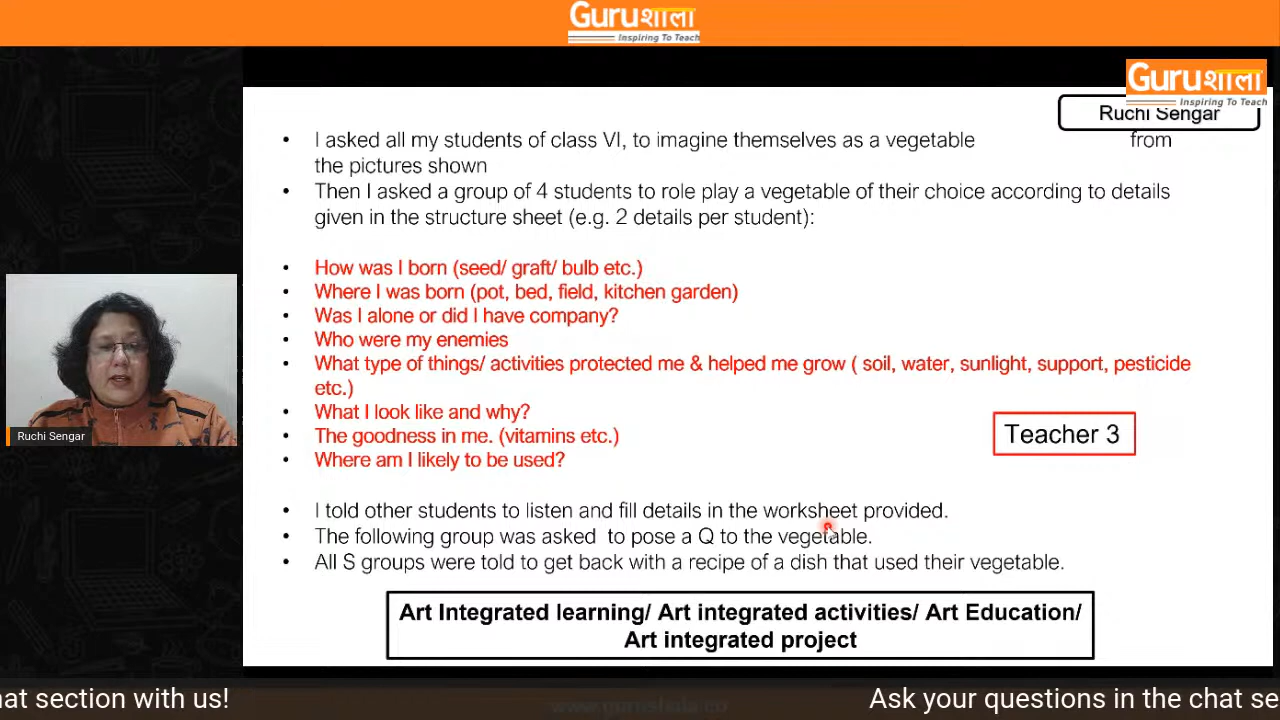 Guruशाला
Inspiring To Teach
Guruशाला
Inspiring To Teach
Ruchi Sengar
• I asked all my students of class VI, to imagine themselves as a vegetable from
the pictures shown
• Then I asked a group of 4 students to role play a vegetable of their choice according to details
given in the structure sheet (e.g. 2 details per student):
• How was I born (seed/ graft/ bulb etc.)
• Where I was born (pot, bed, field, kitchen garden)
• Was I alone or did I have company?
• Who were my enemies
• What type of things/ activities protected me & helped me grow ( soil, water, sunlight, support, pesticide
etc.)
• What I look like and why?
• The goodness in me. (vitamins etc.)
• Where am I likely to be used?
Teacher 3
• I told other students to listen and fill details in the worksheet provided.
• The following group was asked to pose a Q to the vegetable.
• All S groups were told to get back with a recipe of a dish that used their vegetable.
Art Integrated learning/ Art integrated activities/ Art Education/
Art integrated project
Ruchi Sengar
at section with us! Ask your questions in the chat se